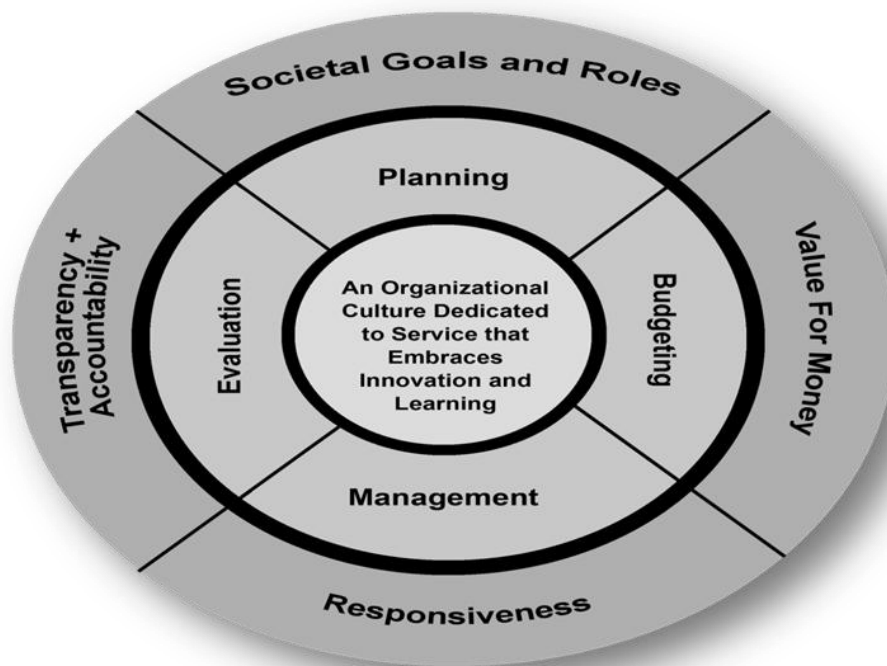 Societal Goals and Roles
Planning
Transparency +
Accountability
Evaluation
An Organizational
Culture Dedicated
to Service that
Embraces
Innovation and
Learning
Budgeting
Value For Money
Management
Responsiveness